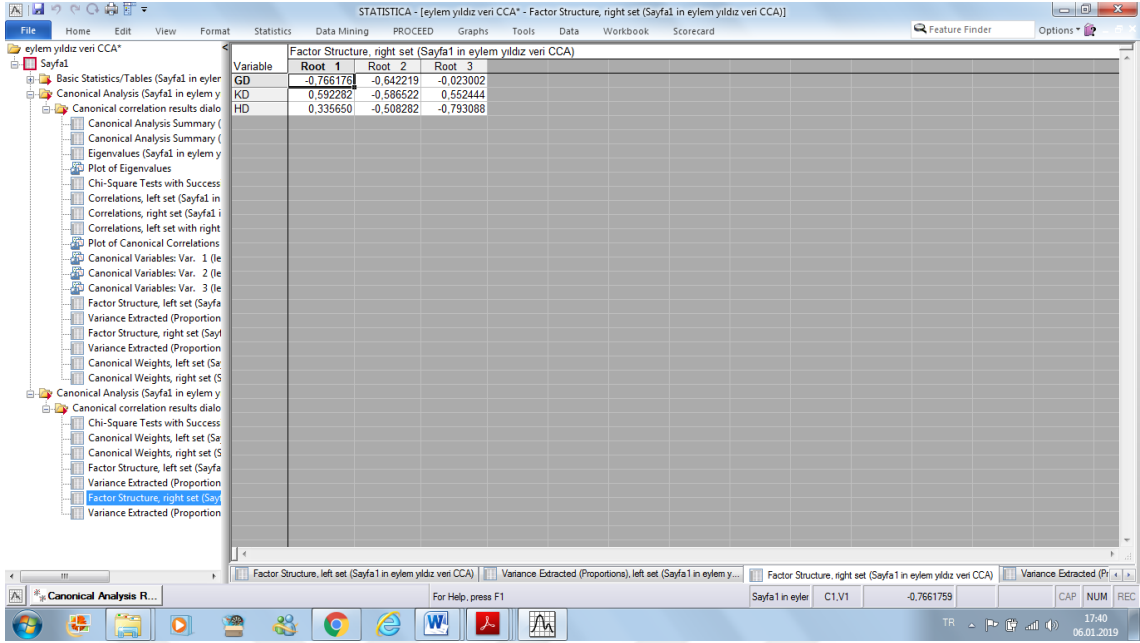 STATISTICA - [eylem yıldız veri CCA* - Factor Structure, right set (Sayfa1 in eylem yıldız veri CCA)]
File Home Edit View Format Statistics Data Mining PROCEED Graphs Tools Data Workbook Scorecard Feature Finder Options
eylem yıldız veri CCA*
Sayfa1
Basic Statistics/Tables (Sayfa1 in eyler
Canonical Analysis (Sayfa1 in eylem y
Canonical correlation results dialo
Canonical Analysis Summary (
Canonical Analysis Summary (
Eigenvalues (Sayfa1 in eylem y
Plot of Eigenvalues
Chi-Square Tests with Success
Correlations, left set (Sayfa1 in
Correlations, right set (Sayfa1 i
Correlations, left set with right
Plot of Canonical Correlations
Canonical Variables: Var. 1 (le
Canonical Variables: Var. 2 (le
Canonical Variables: Var. 3 (le
Factor Structure, left set (Sayfa
Variance Extracted (Proportion
Factor Structure, right set (Sayf
Variance Extracted (Proportion
Canonical Weights, left set (Sa
Canonical Weights, right set (S
Canonical Analysis (Sayfa1 in eylem y
Canonical correlation results dialo
Chi-Square Tests with Success
Canonical Weights, left set (Sa
Canonical Weights, right set (S
Factor Structure, left set (Sayfa
Variance Extracted (Proportion
Factor Structure, right set (Sayf
Variance Extracted (Proportion
Factor Structure, right set (Sayfa1 in eylem yıldız veri CCA)
Variable Root 1 Root 2 Root 3
GD -0,766176 -0,642219 -0,023002
KD 0,592282 -0,586522 0,552444
HD 0,335650 -0,508282 -0,793088
Factor Structure, left set (Sayfa1 in eylem yıldız veri CCA) Variance Extracted (Proportions), left set (Sayfa1 in eylem y... Factor Structure, right set (Sayfa1 in eylem yıldız veri CCA) Variance Extracted (Pr
Canonical Analysis R... For Help, press F1 Sayfa1 in eyler C1,V1 -0,7661759 CAP NUM REC
TR 17:40
06.01.2019